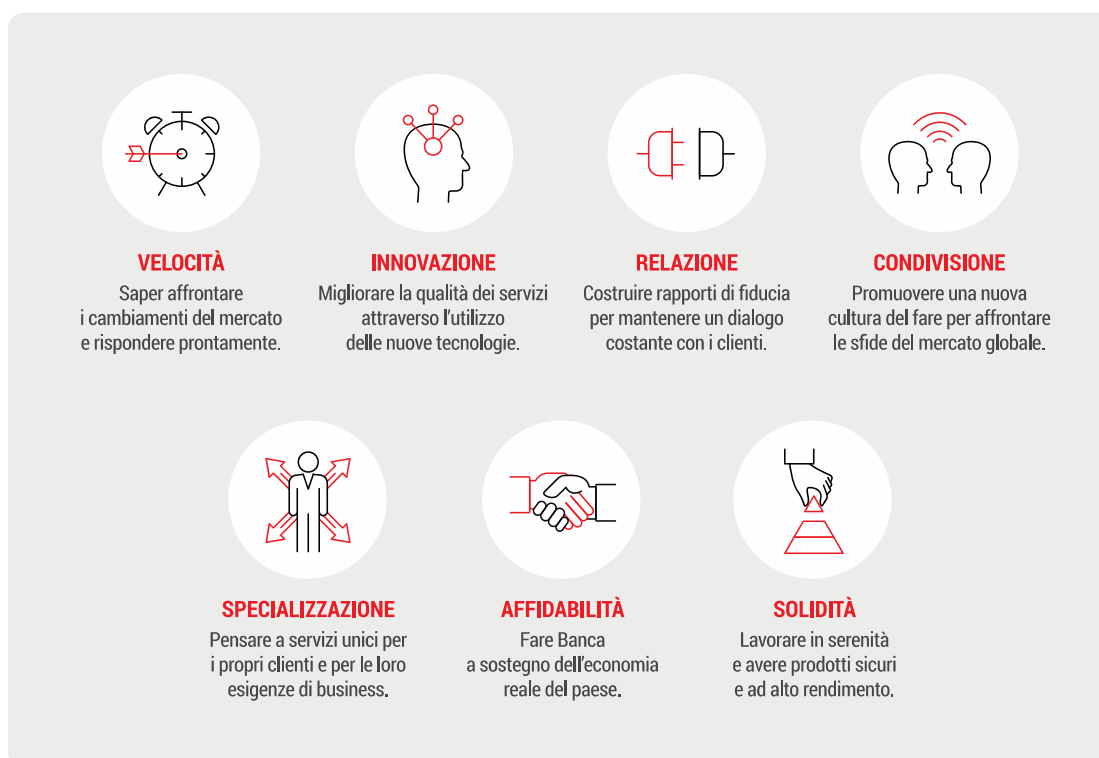 VELOCITÀ
Saper affrontare
i cambiamenti del mercato
e rispondere prontamente.
INNOVAZIONE
Migliorare la qualità dei servizi
attraverso l'utilizzo
delle nuove tecnologie.
RELAZIONE
Costruire rapporti di fiducia
per mantenere un dialogo
costante con i clienti.
CONDIVISIONE
Promuovere una nuova
cultura del fare per affrontare
le sfide del mercato globale.
SPECIALIZZAZIONE
Pensare a servizi unici per
i propri clienti e per le loro
esigenze di business.
AFFIDABILITÀ
Fare Banca
a sostegno dell'economia
reale del paese.
SOLIDITÀ
Lavorare in serenità
e avere prodotti sicuri
e ad alto rendimento.